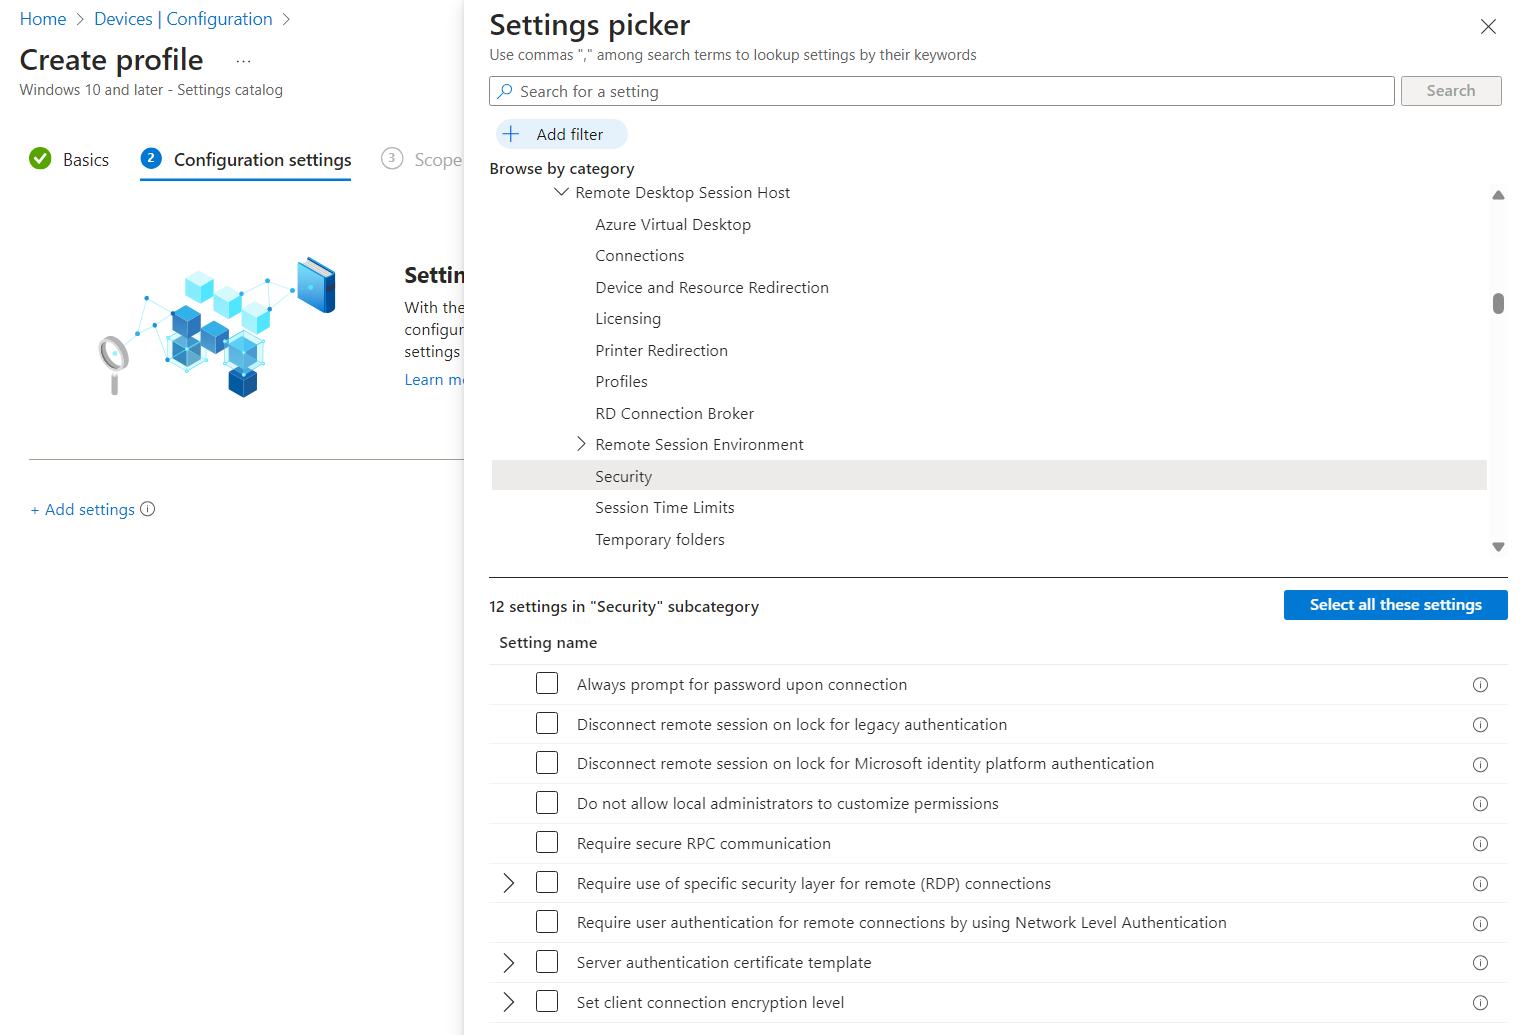 Home > Devices | Configuration >
Create profile ...
Windows 10 and later - Settings catalog
Basics
2 Configuration settings
3 Scope
Settin
With the
configur
settings
Learn m
+ Add settings
Settings picker
Use commas "," among search terms to lookup settings by their keywords
Search for a setting
Search
Add filter
Browse by category
Remote Desktop Session Host
Azure Virtual Desktop
Connections
Device and Resource Redirection
Licensing
Printer Redirection
Profiles
RD Connection Broker
Remote Session Environment
Security
Session Time Limits
Temporary folders
12 settings in "Security" subcategory
Select all these settings
Setting name
Always prompt for password upon connection
Disconnect remote session on lock for legacy authentication
Disconnect remote session on lock for Microsoft identity platform authentication
Do not allow local administrators to customize permissions
Require secure RPC communication
Require use of specific security layer for remote (RDP) connections
Require user authentication for remote connections by using Network Level Authentication
Server authentication certificate template
Set client connection encryption level